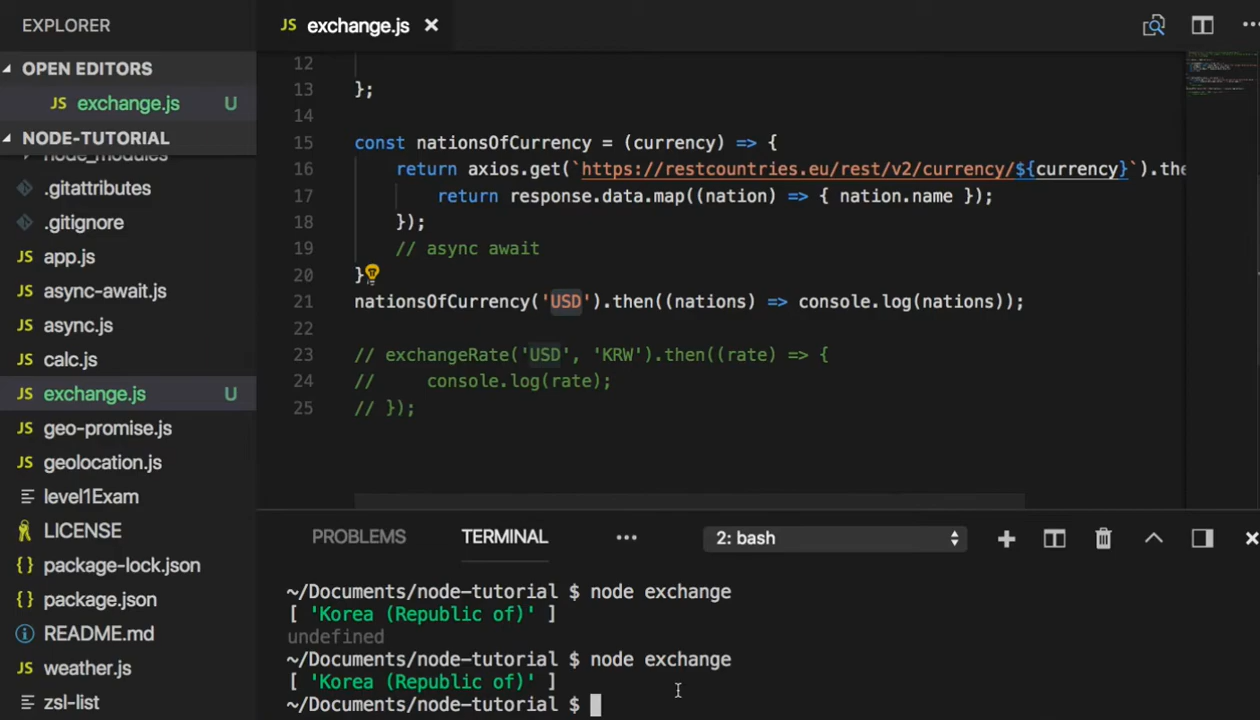 EXPLORER
OPEN EDITORS
JS exchange.js U
NODE-TUTORIAL
node_modules
.gitattributes
.gitignore
JS app.js
JS async-await.js
JS async.js
JS calc.js
JS exchange.js U
JS geo-promise.js
JS geolocation.js
level1Exam
LICENSE
{} package-lock.json
{} package.json
README.md
JS weather.js
zsl-list
JS exchange.js ×
12
13 };
14
15 const nationsOfCurrency = (currency) => {
16 return axios.get(`https://restcountries.eu/rest/v2/currency/${currency}`).the
17 return response.data.map((nation) => { nation.name });
18 });
19 // async await
20 }
21 nationsOfCurrency('USD').then((nations) => console.log(nations));
22
23 // exchangeRate('USD', 'KRW').then((rate) => {
24 // console.log(rate);
25 // });
PROBLEMS TERMINAL ••• 2: bash
~/Documents/node-tutorial $ node exchange
[ 'Korea (Republic of)' ]
undefined
~/Documents/node-tutorial $ node exchange
[ 'Korea (Republic of)' ]
~/Documents/node-tutorial $